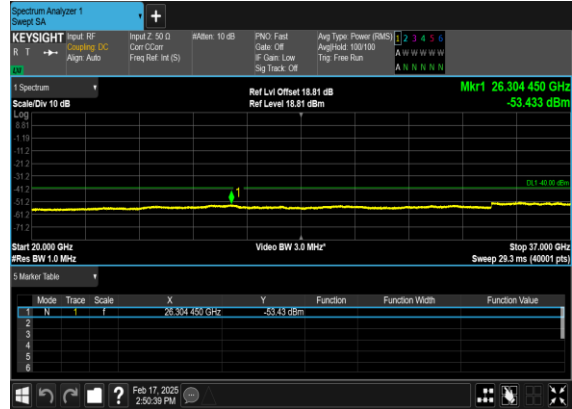 Spectrum Analyzer 1
Swept SA
+
KEYSIGHT Input: RF Input Z: 50 Ω #Atten: 10 dB PNO: Fast Avg Type: Power (RMS) 1 2 3 4 5 6
R T Coupling: DC Corr CCorr Gate: Off Avg|Hold: 100/100 A W W W W W
Align: Auto Freq Ref: Int (S) IF Gain: Low Trig: Free Run
LW Sig Track: Off A N N N N N
1 Spectrum Ref Lvl Offset 18.81 dB Mkr1 26.304 450 GHz
Scale/Div 10 dB Ref Level 18.81 dBm -53.433 dBm
Log
8.81
-1.19
-11.2
-21.2
-31.2
DL1 -40.00 dBm
-41.2
1
-51.2
-61.2
-71.2
Start 20.000 GHz Video BW 3.0 MHz* Stop 37.000 GHz
#Res BW 1.0 MHz Sweep 29.3 ms (40001 pts)
5 Marker Table
Mode Trace Scale X Y Function Function Width Function Value
1 N 1 f 26.304 450 GHz -53.43 dBm
2
3
4
5
6
? Feb 17, 2025
2:50:39 PM